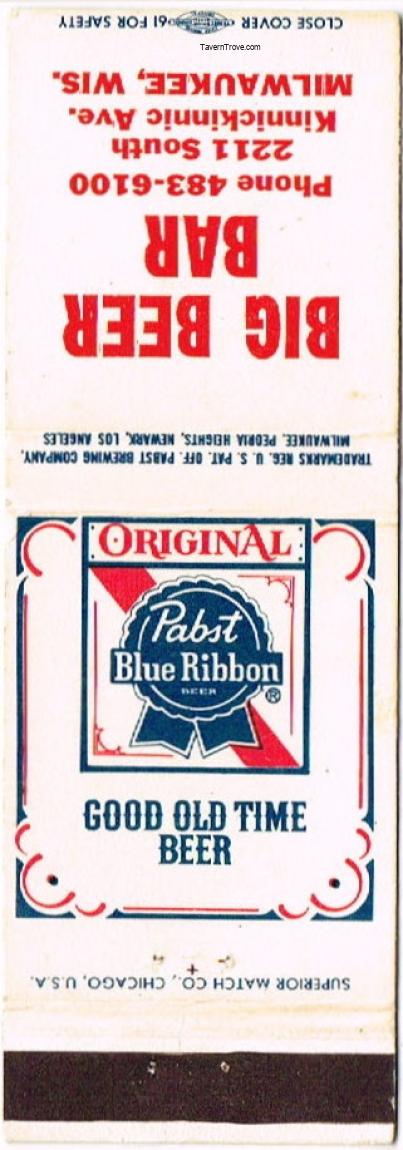 TavernTrove.com
BIG BEER
BAR
Phone 483-6100
2211 South
Kinnickinnic Ave.
MILWAUKEE, WIS.
CLOSE COVER 61 FOR SAFETY
TRADEMARKS REG. U. S. PAT. OFF. PABST BREWING COMPANY,
MILWAUKEE, PEORIA HEIGHTS, NEWARK, LOS ANGELES
ORIGINAL
Pabst
Blue Ribbon
BEER
®
GOOD OLD TIME
BEER
SUPERIOR MATCH CO., CHICAGO, U.S.A.